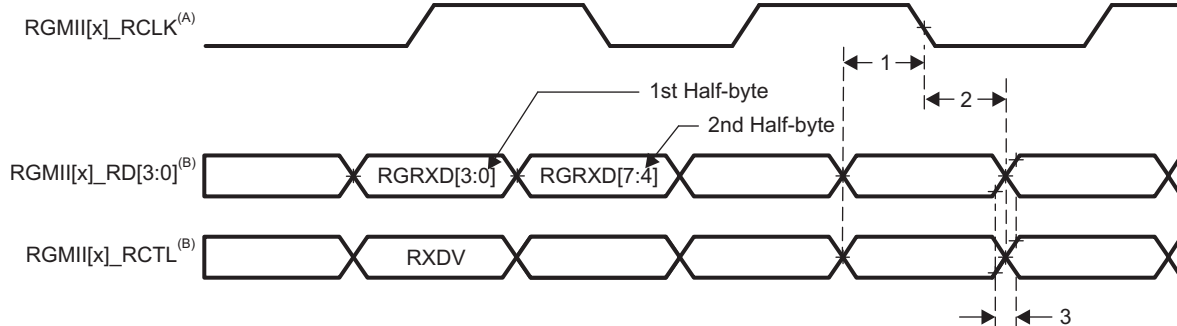 RGMII[x]_RCLK(A)
1
2
1st Half-byte
2nd Half-byte
RGMII[x]_RD[3:0](B)
RGRXD[3:0]
RGRXD[7:4]
RGMII[x]_RCTL(B)
RXDV
3